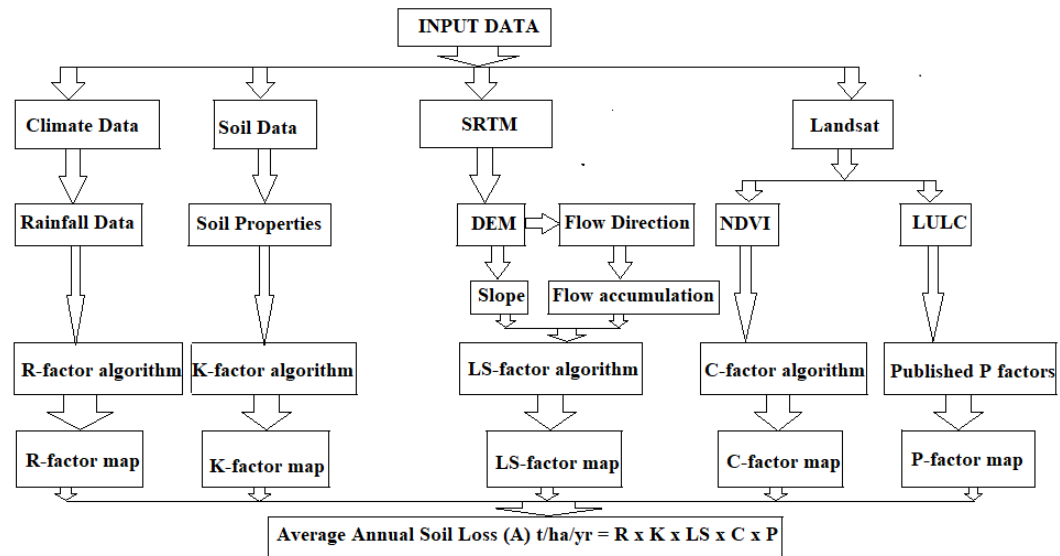 INPUT DATA
Climate Data
Soil Data
SRTM
Landsat
Rainfall Data
Soil Properties
DEM
Flow Direction
NDVI
LULC
Slope
Flow accumulation
R-factor algorithm
K-factor algorithm
LS-factor algorithm
C-factor algorithm
Published P factors
R-factor map
K-factor map
LS-factor map
C-factor map
P-factor map
Average Annual Soil Loss (A) t/ha/yr = R x K x LS x C x P